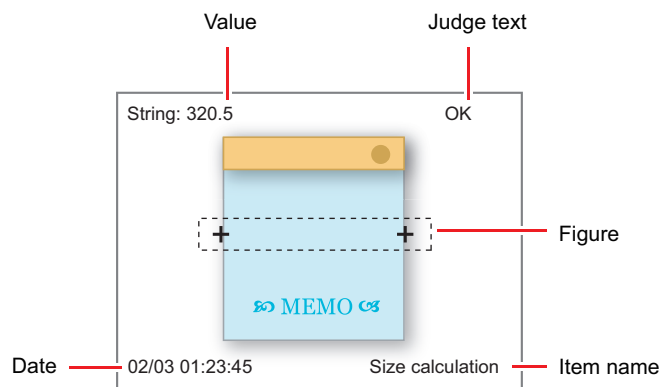 Value
Judge text
String: 320.5
OK
Figure
MEMO
Date
02/03 01:23:45
Size calculation
Item name